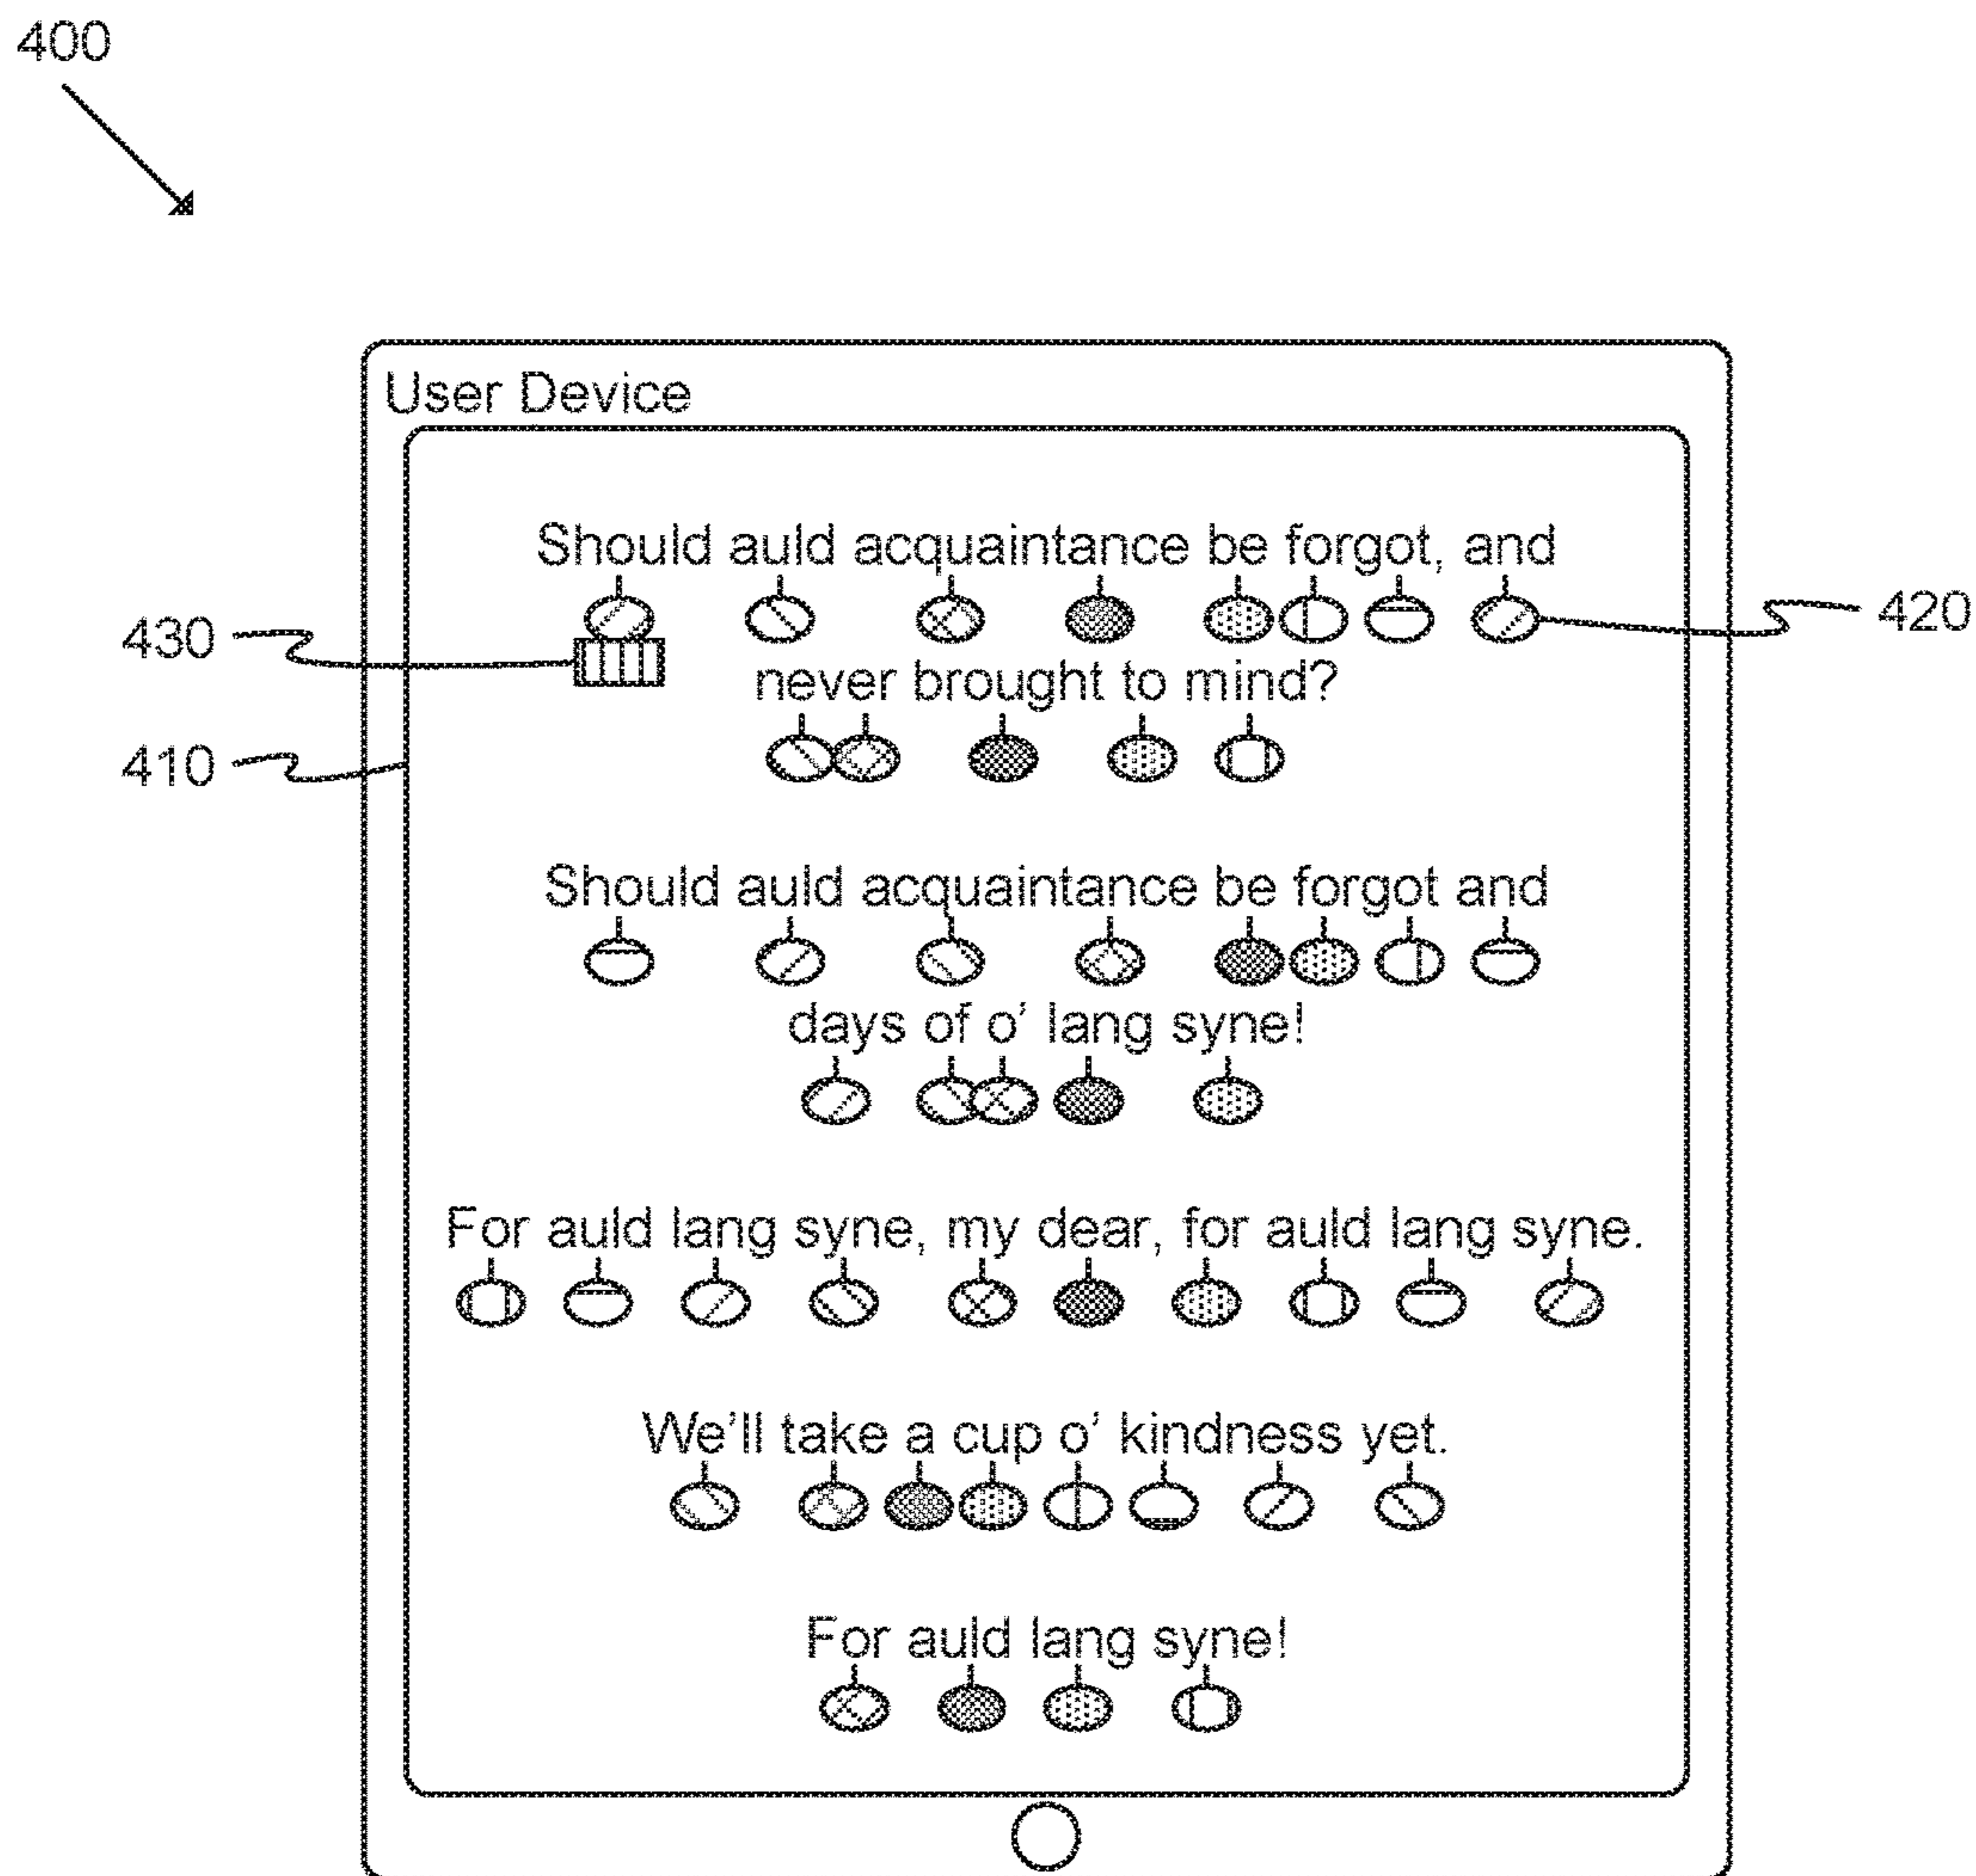 400
User Device
Should auld acquaintance be forgot, and
420
430
never brought to mind?
410
Should auld acquaintance be forgot and
days of o' lang syne!
For auld lang syne, my dear, for auld lang syne.
We'll take a cup o' kindness yet.
For auld lang syne!